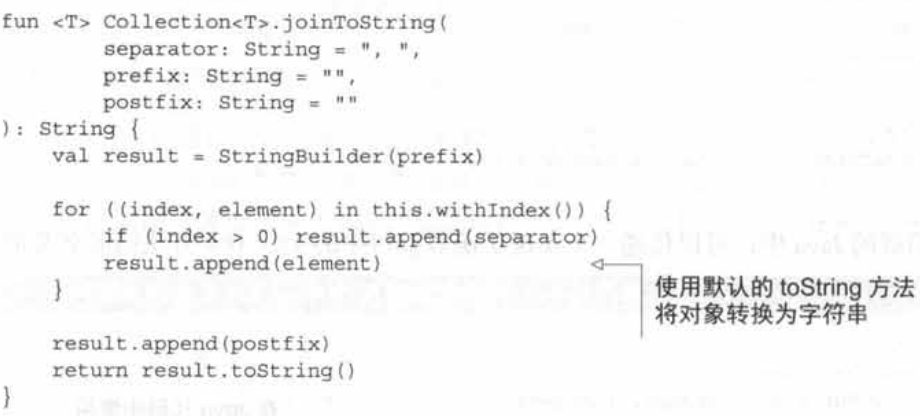 fun <T> Collection<T>.joinToString(
        separator: String = ", ",
        prefix: String = "",
        postfix: String = ""
): String {
    val result = StringBuilder(prefix)
    for ((index, element) in this.withIndex()) {
        if (index > 0) result.append(separator)
        result.append(element)
    }
使用默认的 toString 方法
将对象转换为字符串
    result.append(postfix)
    return result.toString()
}